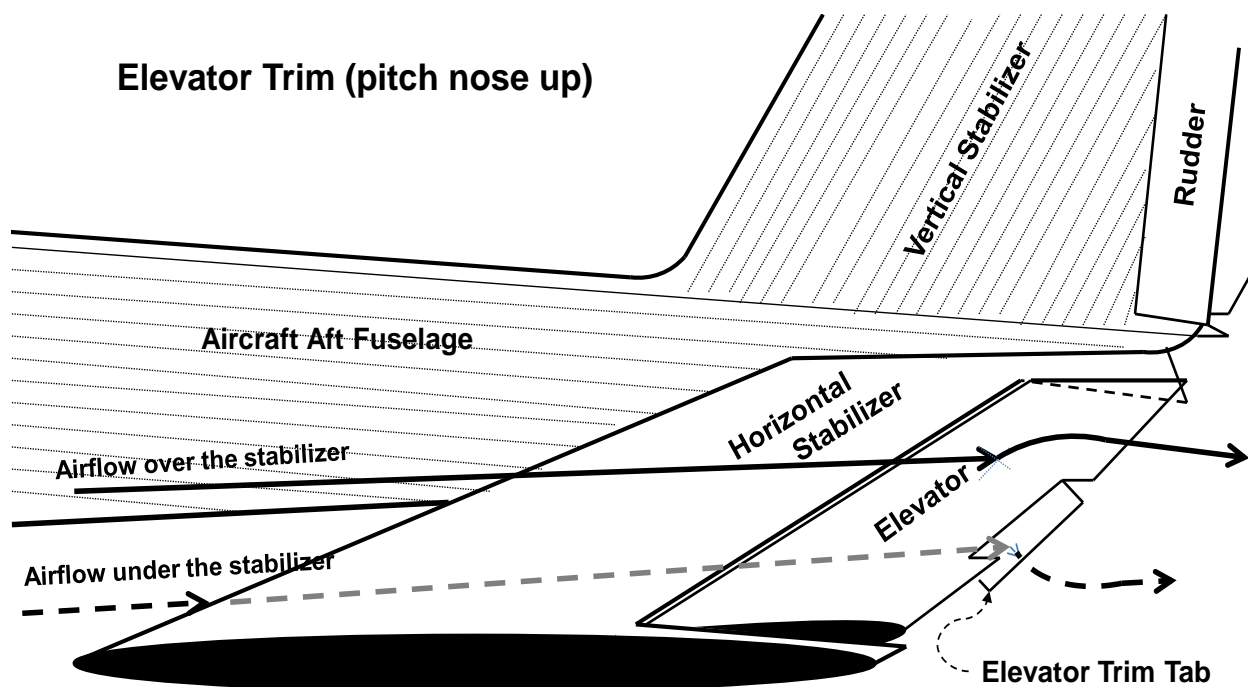 Elevator Trim (pitch nose up)
Vertical Stabilizer
Rudder
Aircraft Aft Fuselage
Horizontal
Stabilizer
Airflow over the stabilizer
Elevator
Airflow under the stabilizer
Elevator Trim Tab